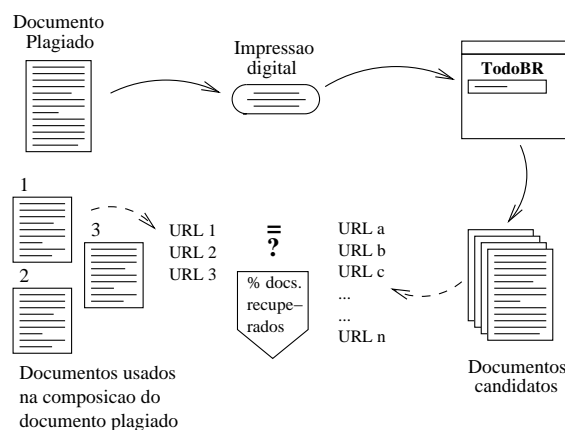 Documento
Plagiado
Impressao
digital
TodoBR
1
3
2
URL 1
URL 2
URL 3
=
?
% docs.
recupe–
rados
URL a
URL b
URL c
...
...
URL n
Documentos usados
na composicao do
documento plagiado
Documentos
candidatos